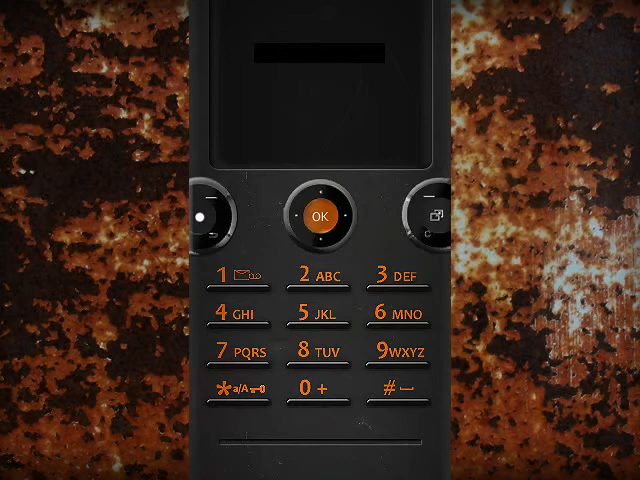 OK
1
2 ABC
3 DEF
4 GHI
5 JKL
6 MNO
7 PQRS
8 TUV
9WXYZ
*a/A
0 +
#